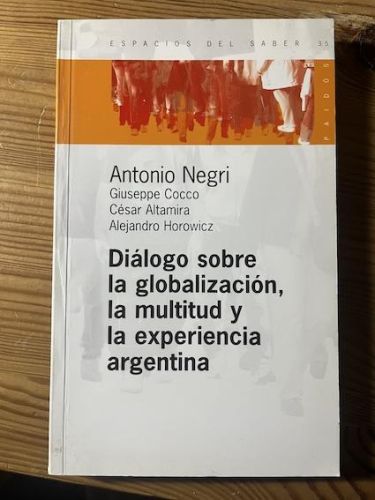 ESPACIOS DEL SABER 35
PAIDÓS
Antonio Negri
Giuseppe Cocco
César Altamira
Alejandro Horowicz
Diálogo sobre
la globalización,
la multitud y
la experiencia
argentina